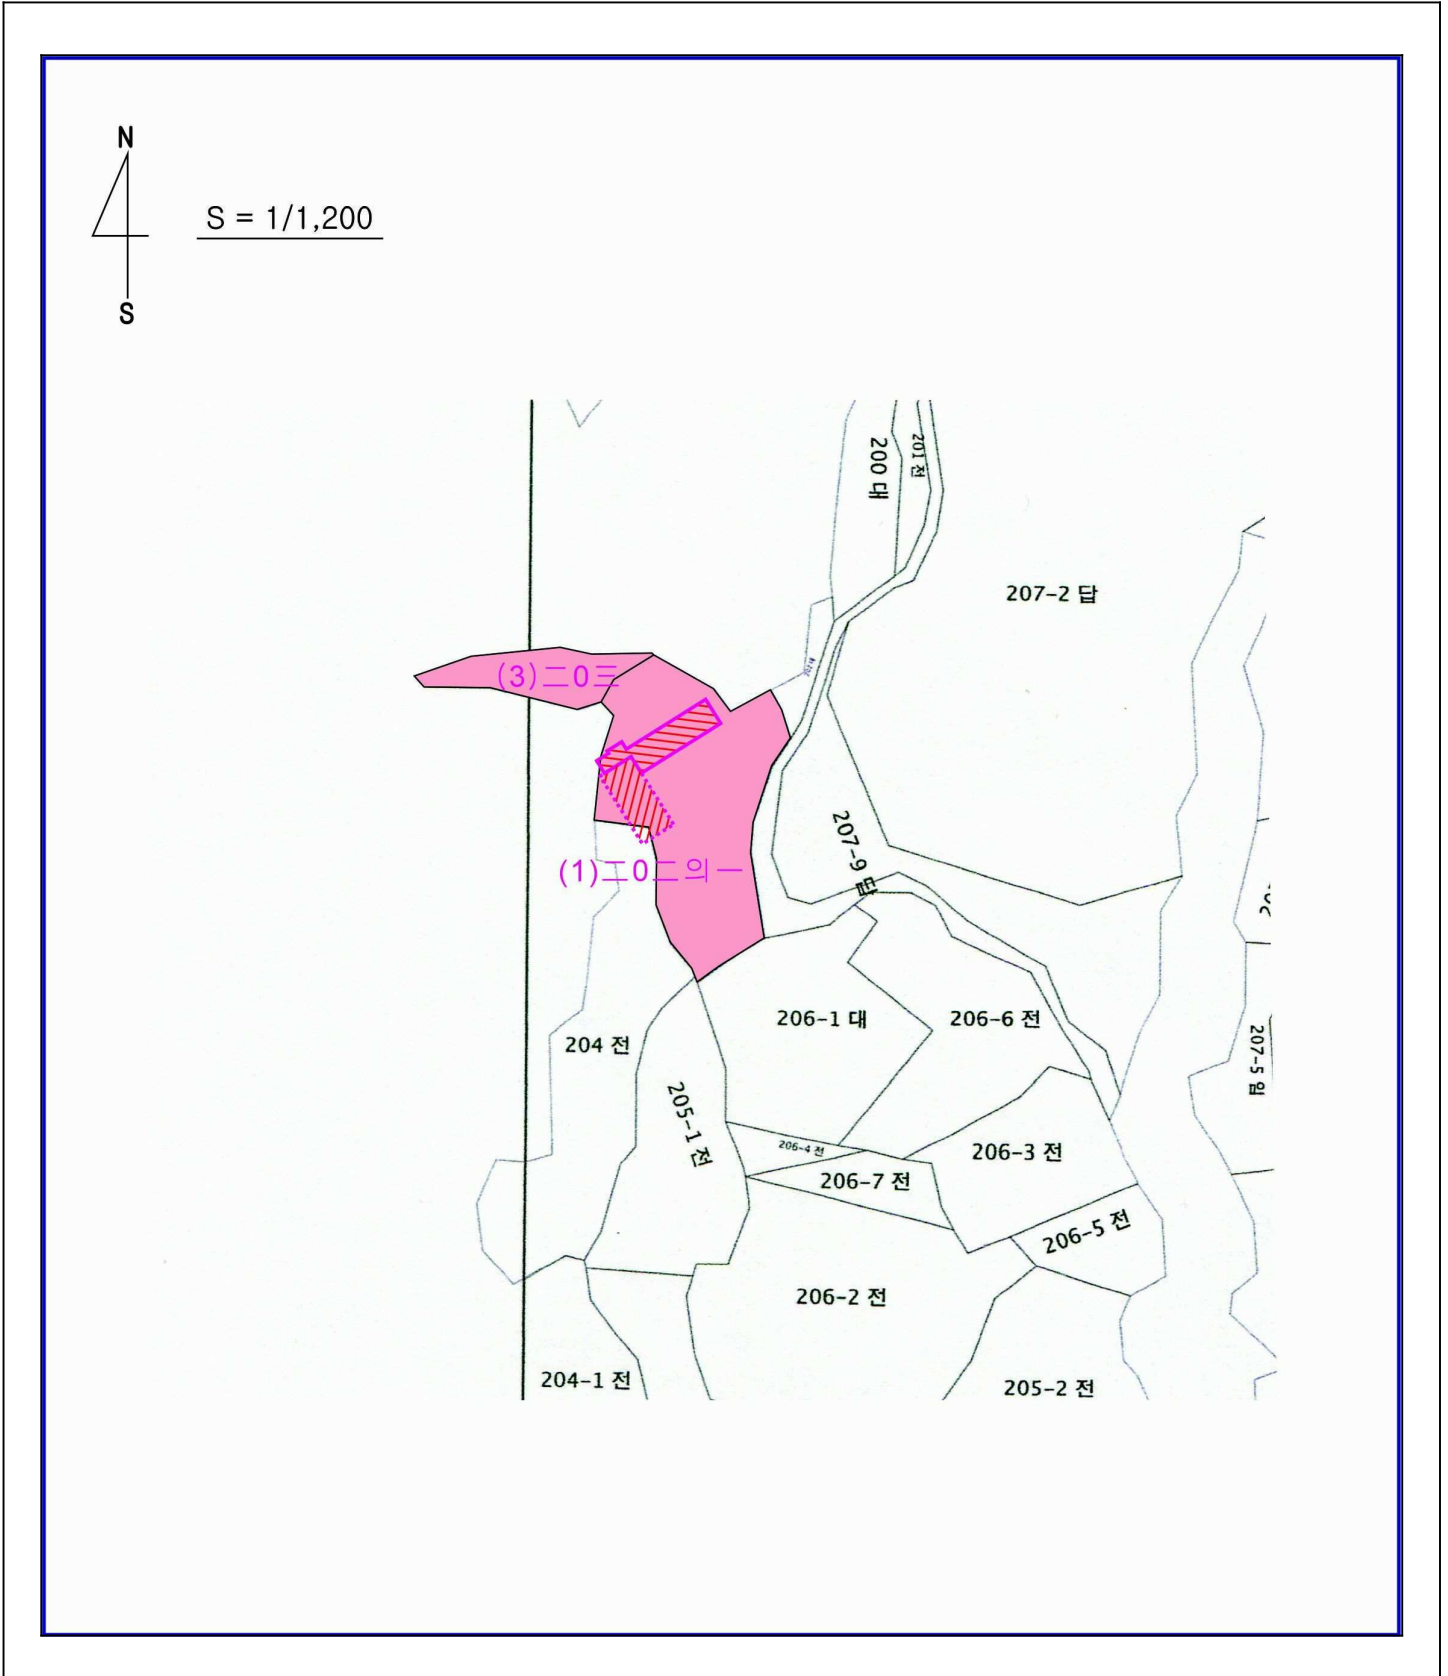 N
S = 1/1,200
S
200 대
201 전
207-2 답
(3)二0三
207-9 답
(1)二0二의一
206-1 대
206-6 전
204 전
207-5 임
205-1 전
206-4 전
206-3 전
206-7 전
206-5 전
206-2 전
204-1 전
205-2 전